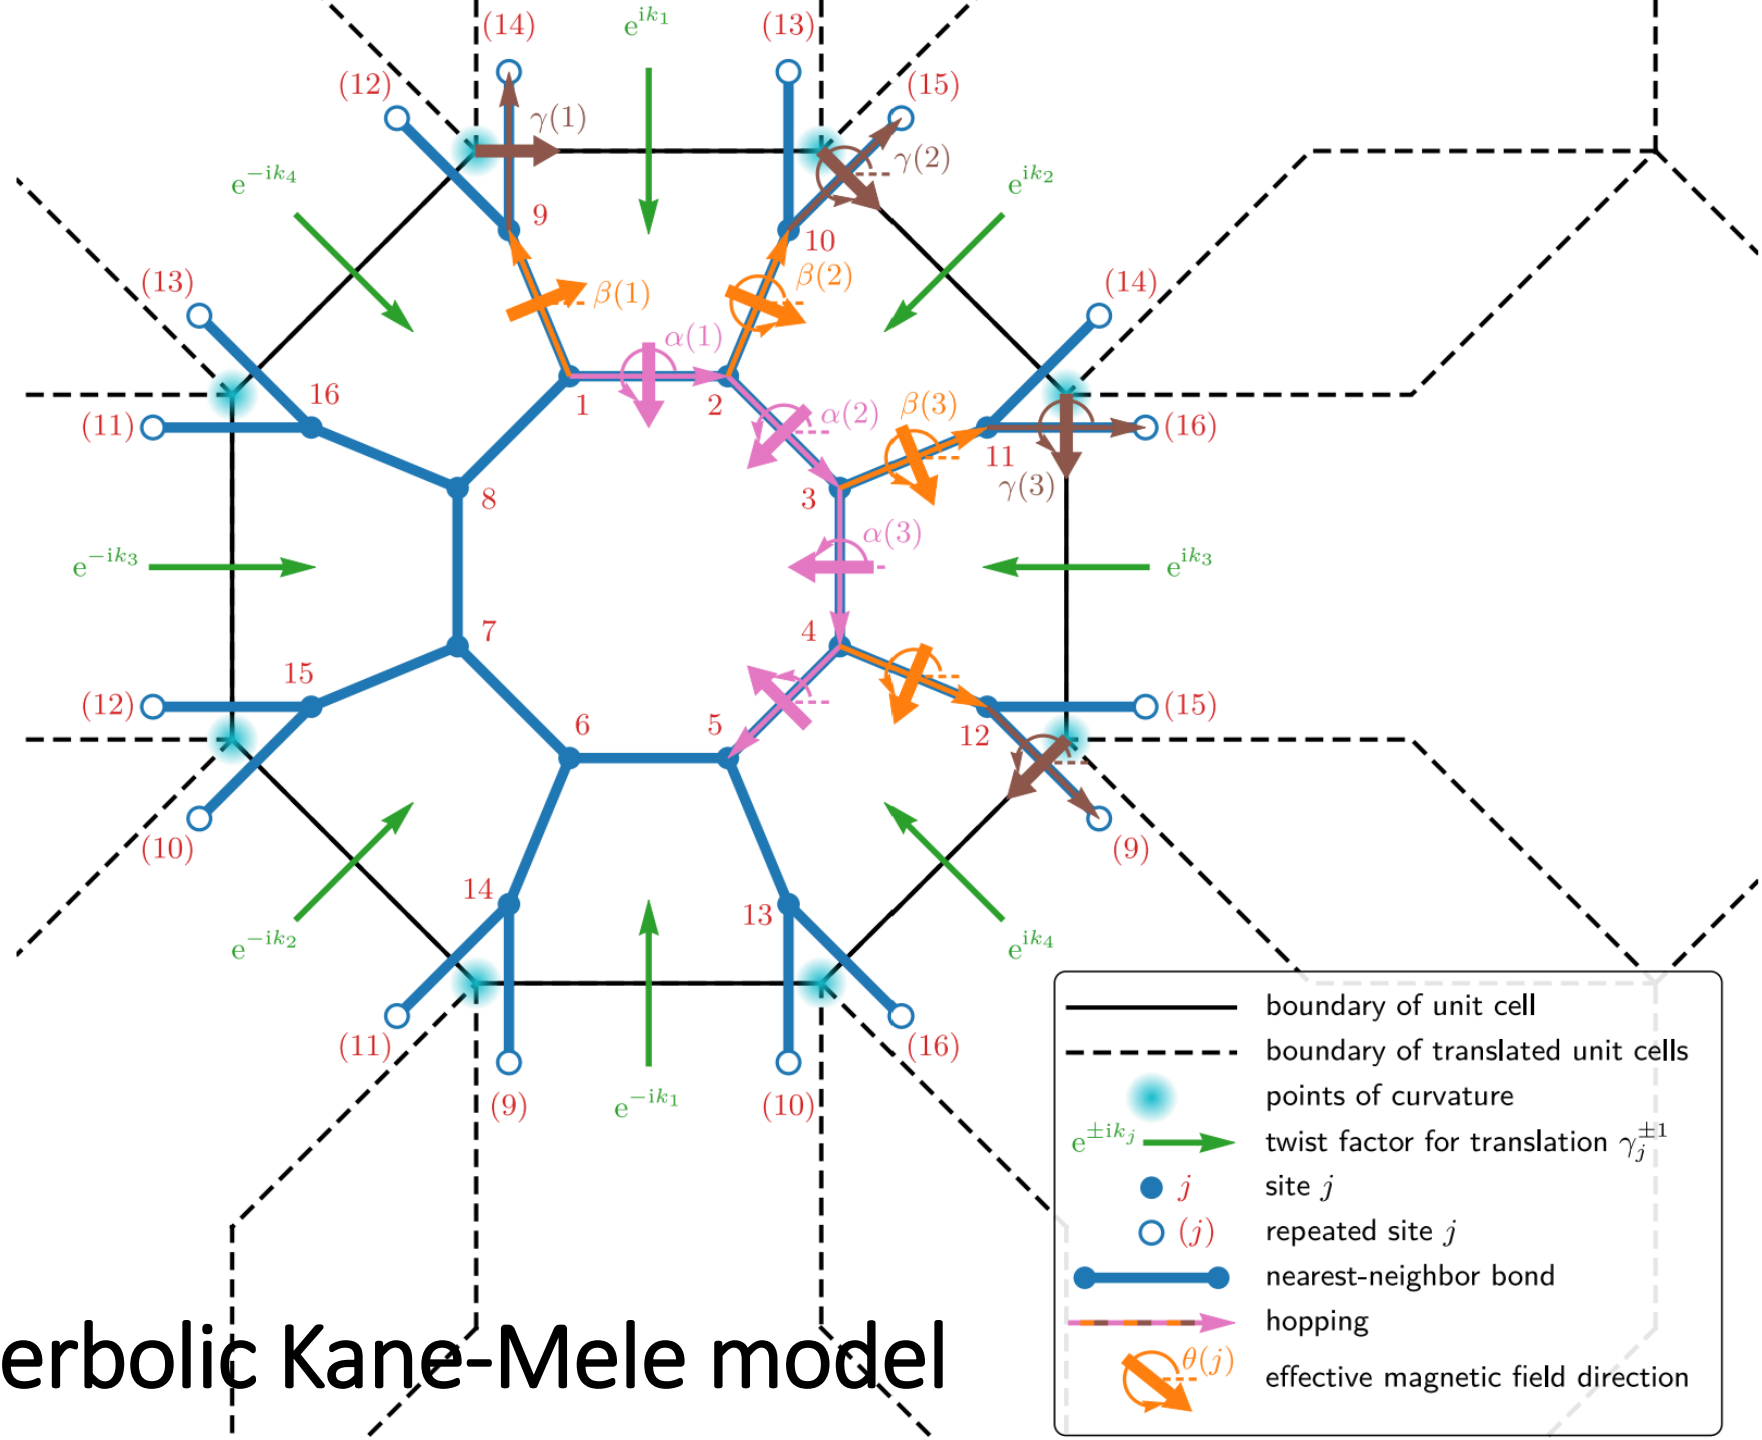 (14)
e^{ik_1}
(13)
(12)
(15)
γ(1)
γ(2)
e^{-ik_4}
e^{ik_2}
9
10
(13)
β(1)
β(2)
(14)
α(1)
16
1
2
α(2)
β(3)
(11)
(16)
11
8
3
γ(3)
α(3)
e^{-ik_3}
e^{ik_3}
7
4
15
(12)
(15)
6
5
12
(10)
(9)
14
13
e^{-ik_2}
e^{ik_4}
(11)
(16)
(9)
e^{-ik_1}
(10)
boundary of unit cell
boundary of translated unit cells
points of curvature
e^{±ik_j} twist factor for translation γ_j^{±1}
j site j
(j) repeated site j
nearest-neighbor bond
hopping
θ(j) effective magnetic field direction
erbolic Kane-Mele model